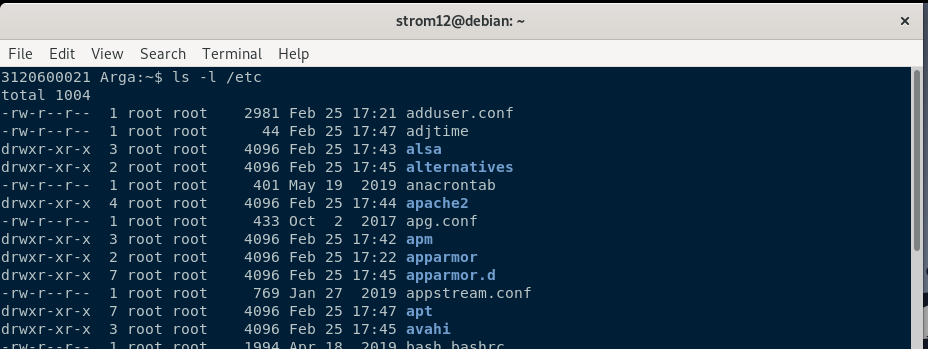 strom12@debian: ~ ×
File Edit View Search Terminal Help
3120600021 Arga:~$ ls -l /etc
total 1004
-rw-r--r--  1 root root    2981 Feb 25 17:21 adduser.conf
-rw-r--r--  1 root root      44 Feb 25 17:47 adjtime
drwxr-xr-x  3 root root    4096 Feb 25 17:43 alsa
drwxr-xr-x  2 root root    4096 Feb 25 17:45 alternatives
-rw-r--r--  1 root root     401 May 19  2019 anacrontab
drwxr-xr-x  4 root root    4096 Feb 25 17:44 apache2
-rw-r--r--  1 root root     433 Oct  2  2017 apg.conf
drwxr-xr-x  3 root root    4096 Feb 25 17:42 apm
drwxr-xr-x  2 root root    4096 Feb 25 17:22 apparmor
drwxr-xr-x  7 root root    4096 Feb 25 17:45 apparmor.d
-rw-r--r--  1 root root     769 Jan 27  2019 appstream.conf
drwxr-xr-x  7 root root    4096 Feb 25 17:47 apt
drwxr-xr-x  3 root root    4096 Feb 25 17:45 avahi
-rw-r--r--  1 root root    1994 Apr 18  2019 bash.bashrc